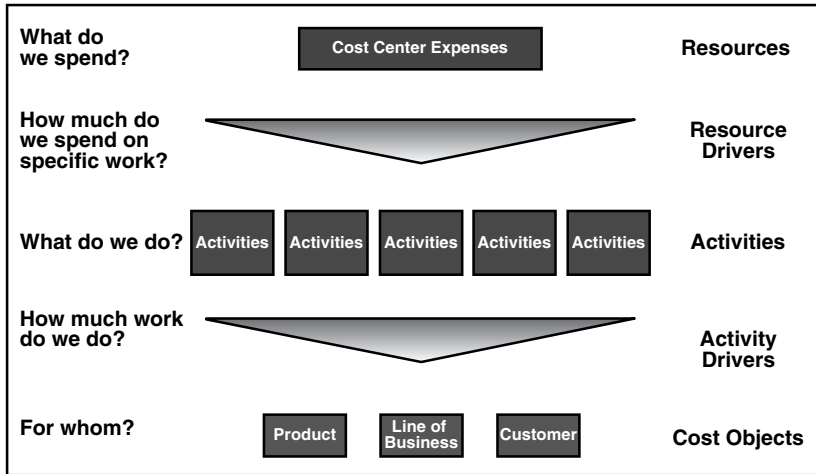 What do
we spend?
Cost Center Expenses
Resources
How much do
we spend on
specific work?
Resource
Drivers
What do we do?
Activities
Activities
Activities
Activities
Activities
Activities
How much work
do we do?
Activity
Drivers
For whom?
Product
Line of
Business
Customer
Cost Objects